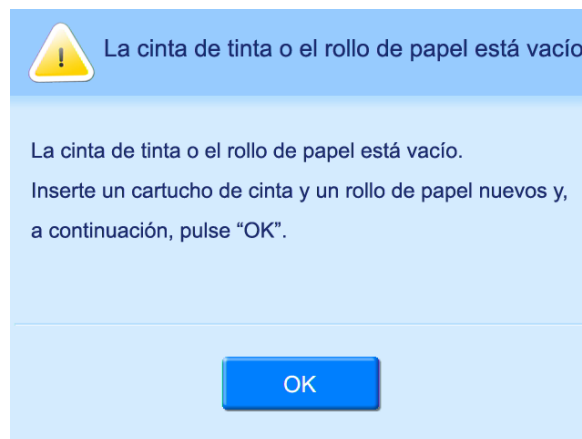 La cinta de tinta o el rollo de papel está vacío
La cinta de tinta o el rollo de papel está vacío.
Inserte un cartucho de cinta y un rollo de papel nuevos y,
a continuación, pulse “OK”.
OK